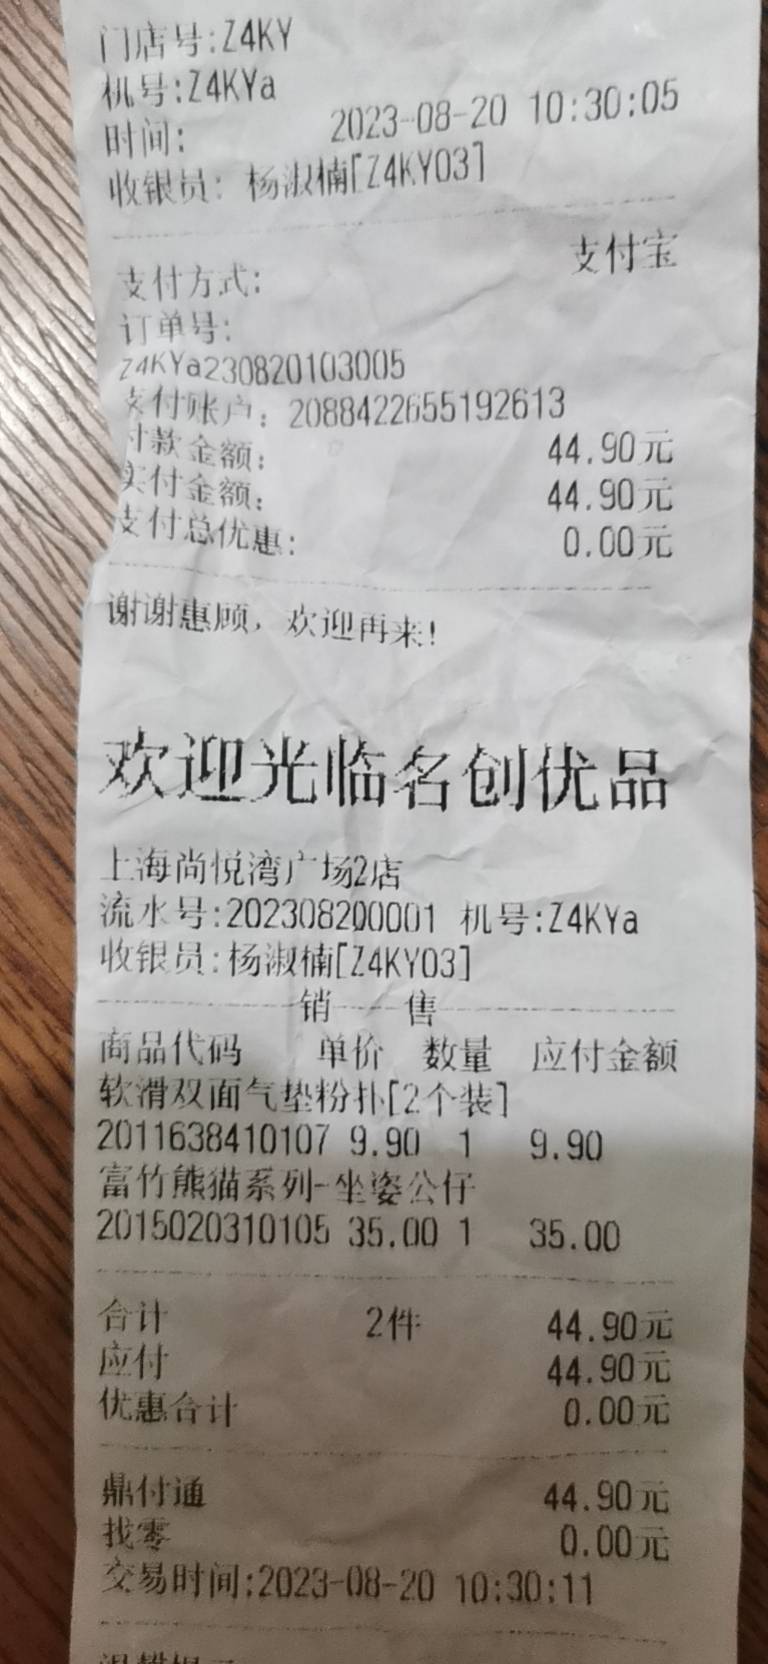 门店号:Z4KY
机号:Z4KYa
时间: 2023-08-20 10:30:05
收银员: 杨淑楠[Z4KY03]
支付方式: 支付宝
订单号:
Z4KYa230820103005
支付账户: 2088422655192613
付款金额: 44.90元
实付金额: 44.90元
支付总优惠: 0.00元
谢谢惠顾，欢迎再来!
欢迎光临名创优品
上海尚悦湾广场2店
流水号:202308200001 机号:Z4KYa
收银员:杨淑楠[Z4KY03]
销 售
商品代码 单价 数量 应付金额
软滑双面气垫粉扑[2个装]
2011638410107 9.90 1 9.90
富竹熊猫系列-坐姿公仔
2015020310105 35.00 1 35.00
合计 2件 44.90元
应付 44.90元
优惠合计 0.00元
鼎付通 44.90元
找零 0.00元
交易时间:2023-08-20 10:30:11